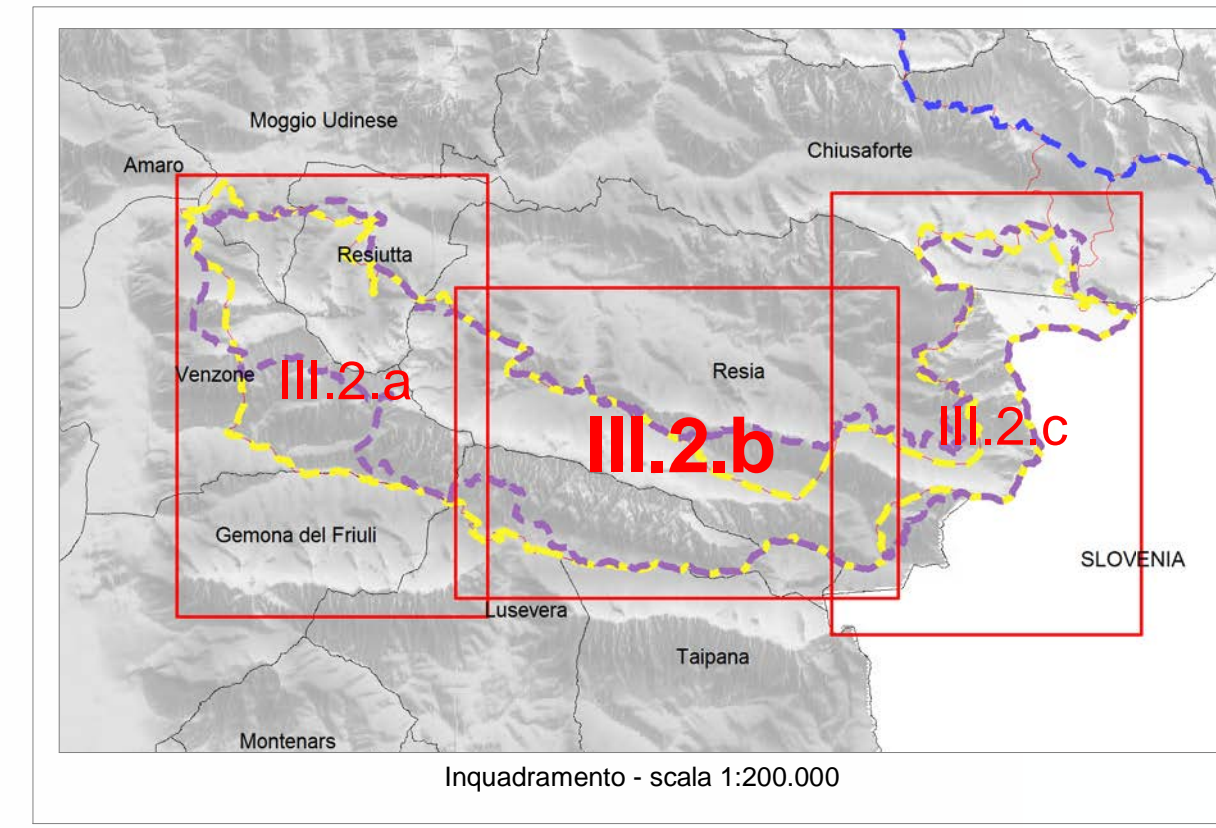 Moggio Udinese
Chiusaforte
Amaro
Resiutta
Venzone
III.2.a
Resia
III.2.b
III.2.c
Gemona del Friuli
SLOVENIA
Lusevera
Taipana
Montenars
Inquadramento - scala 1:200.000